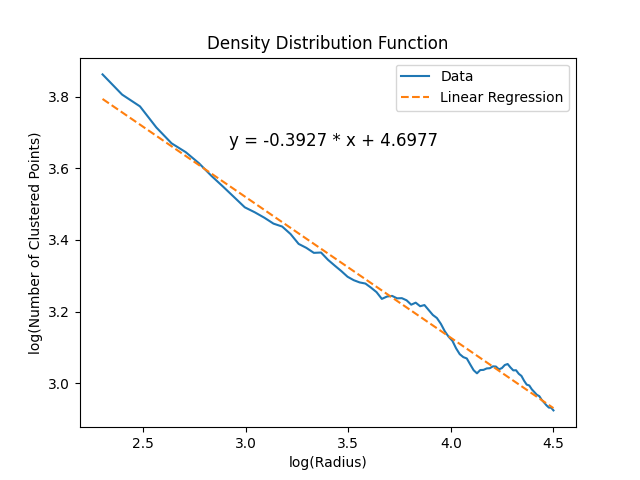 Density Distribution Function
Data
Linear Regression
y = -0.3927 * x + 4.6977
log(Number of Clustered Points)
3.8
3.6
3.4
3.2
3.0
2.5
3.0
3.5
4.0
4.5
log(Radius)